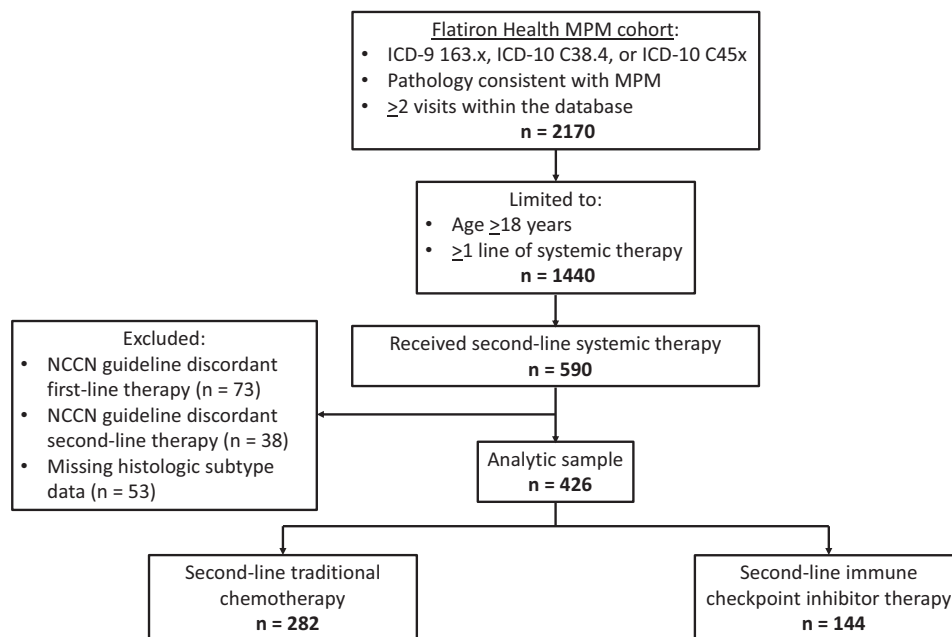 Flatiron Health MPM cohort:
• ICD-9 163.x, ICD-10 C38.4, or ICD-10 C45x
• Pathology consistent with MPM
• ≥2 visits within the database
n = 2170
Limited to:
• Age ≥18 years
• ≥1 line of systemic therapy
n = 1440
Received second-line systemic therapy
n = 590
Excluded:
• NCCN guideline discordant
first-line therapy (n = 73)
• NCCN guideline discordant
second-line therapy (n = 38)
• Missing histologic subtype
data (n = 53)
Analytic sample
n = 426
Second-line traditional
chemotherapy
n = 282
Second-line immune
checkpoint inhibitor therapy
n = 144